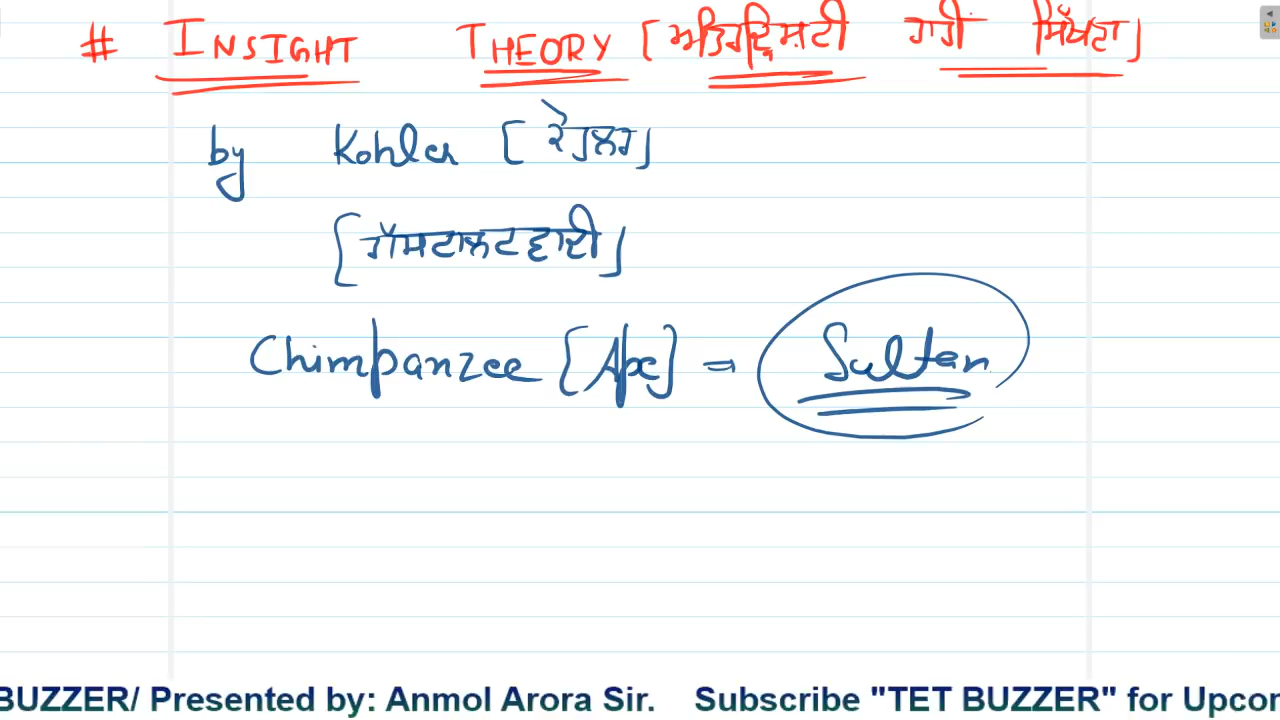 # INSIGHT THEORY [ਅੰਤਰਦ੍ਰਿਸ਼ਟੀ ਰਾਹੀਂ ਸਿੱਖਣਾ]
by Kohler [ਕੋਹਲਰ]
[ਗੈਸਟਾਲਟਵਾਦੀ]
Chimpanzee [Ape] = Sultan
BUZZER/ Presented by: Anmol Arora Sir. Subscribe "TET BUZZER" for Upcor